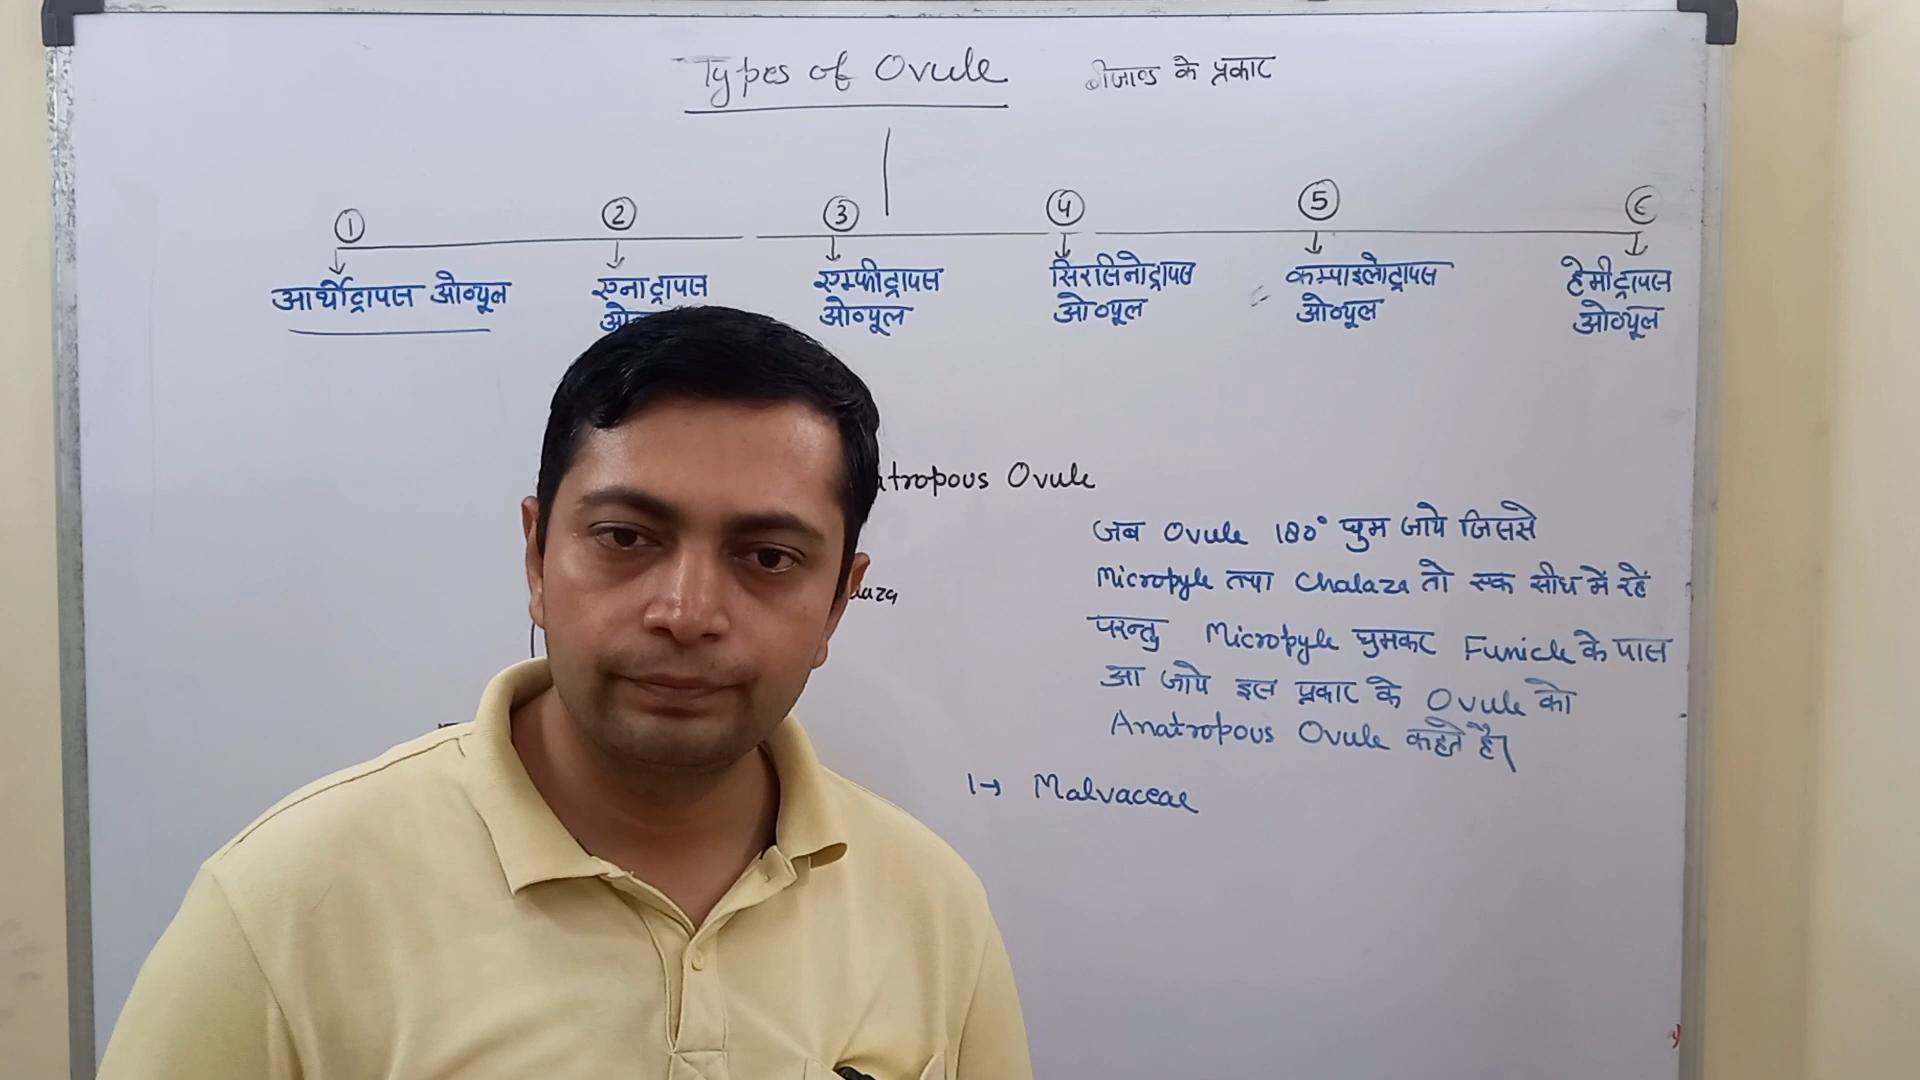 Types of Ovule बीजाण्ड के प्रकार
① ② ③ ④ ⑤ ⑥
आर्थोट्रापस ओव्यूल एनाट्रापस एम्फीट्रापस सिरसिनोट्रापस कम्पाइलोट्रापस हेमीट्रापस
ओव्यूल ओव्यूल ओव्यूल ओव्यूल
atropous Ovule
जब Ovule 180° घुम जाये जिससे
Micropyle तथा Chalaza तो एक सीध में रहें
परन्तु Micropyle घुमकर Funicle के पास
आ जाये इस प्रकार के Ovule को
Anatropous Ovule कहते है।
1→ Malvaceae